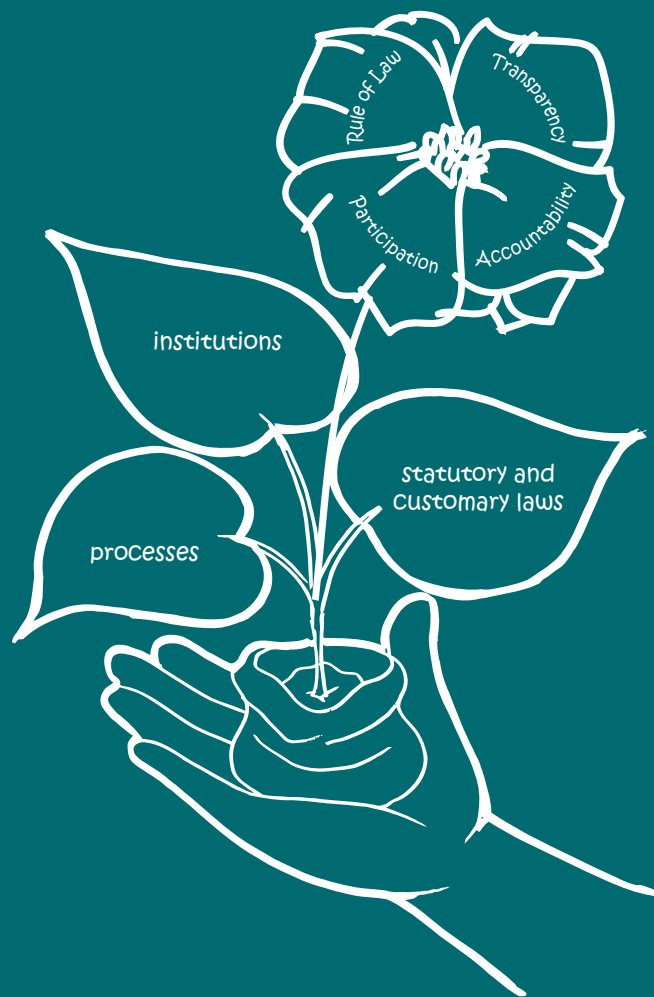 Rule of Law
Transparency
Participation
Accountability
institutions
statutory and
customary laws
processes